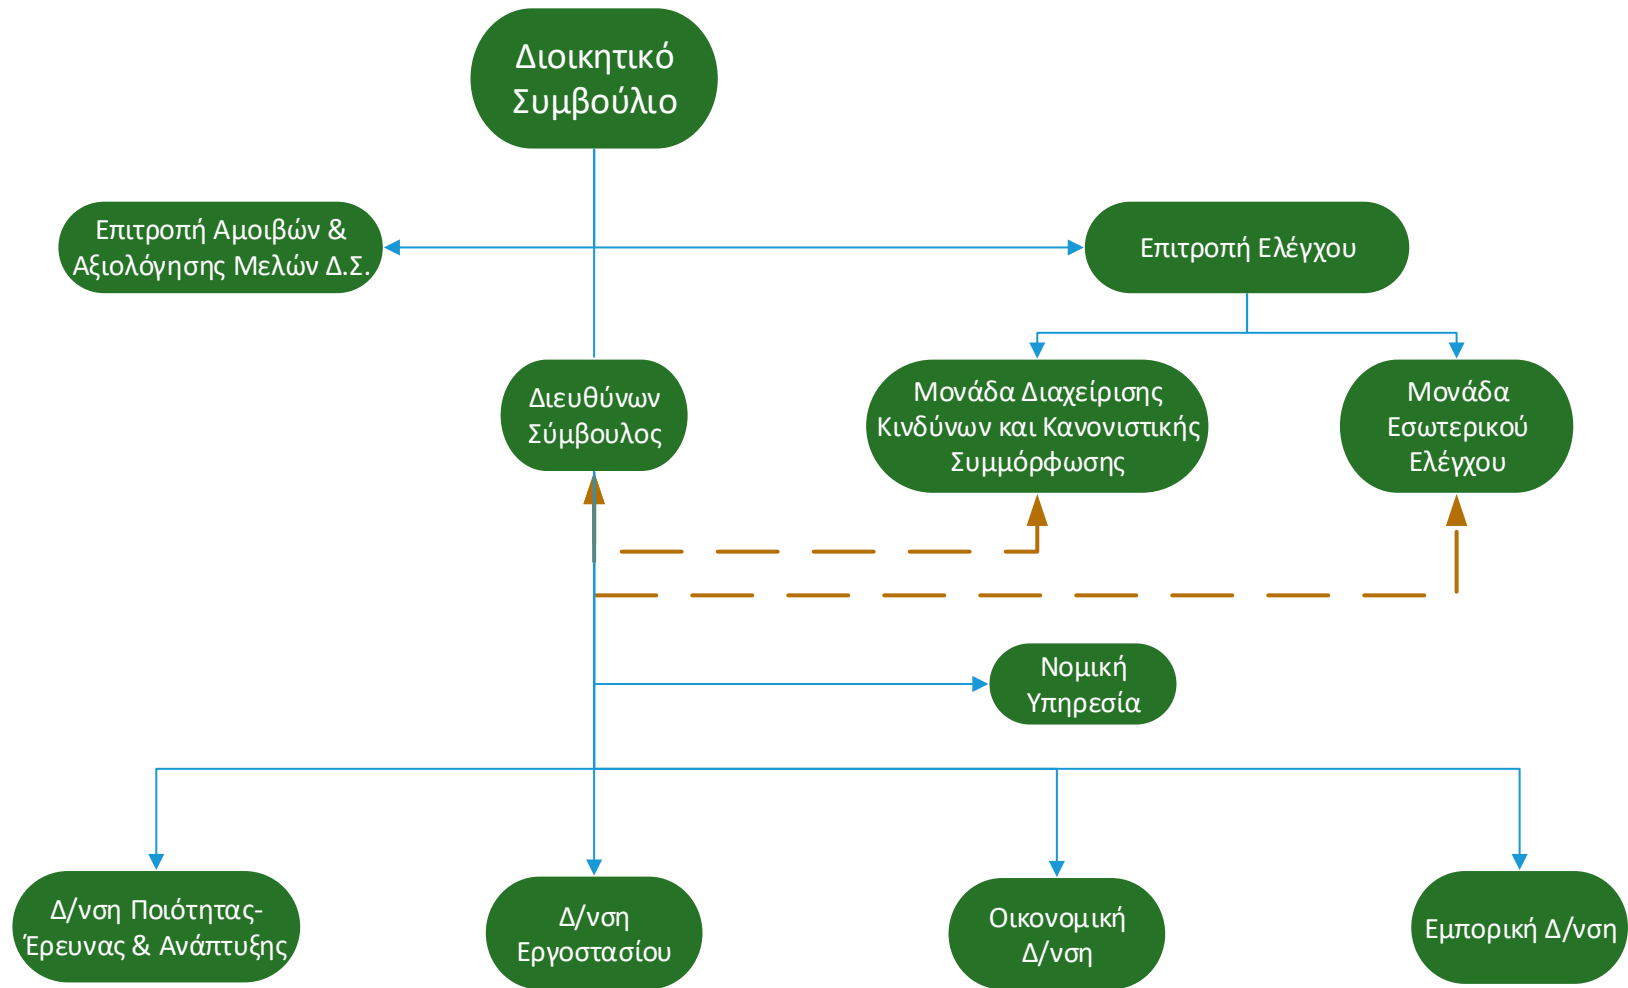 Διοικητικό
Συμβούλιο
Επιτροπή Αμοιβών &
Αξιολόγησης Μελών Δ.Σ.
Επιτροπή Ελέγχου
Διευθύνων
Σύμβουλος
Μονάδα Διαχείρισης
Κινδύνων και Κανονιστικής
Συμμόρφωσης
Μονάδα
Εσωτερικού
Ελέγχου
Νομική
Υπηρεσία
Δ/νση Ποιότητας-
Έρευνας & Ανάπτυξης
Δ/νση
Εργοστασίου
Οικονομική
Δ/νση
Εμπορική Δ/νση